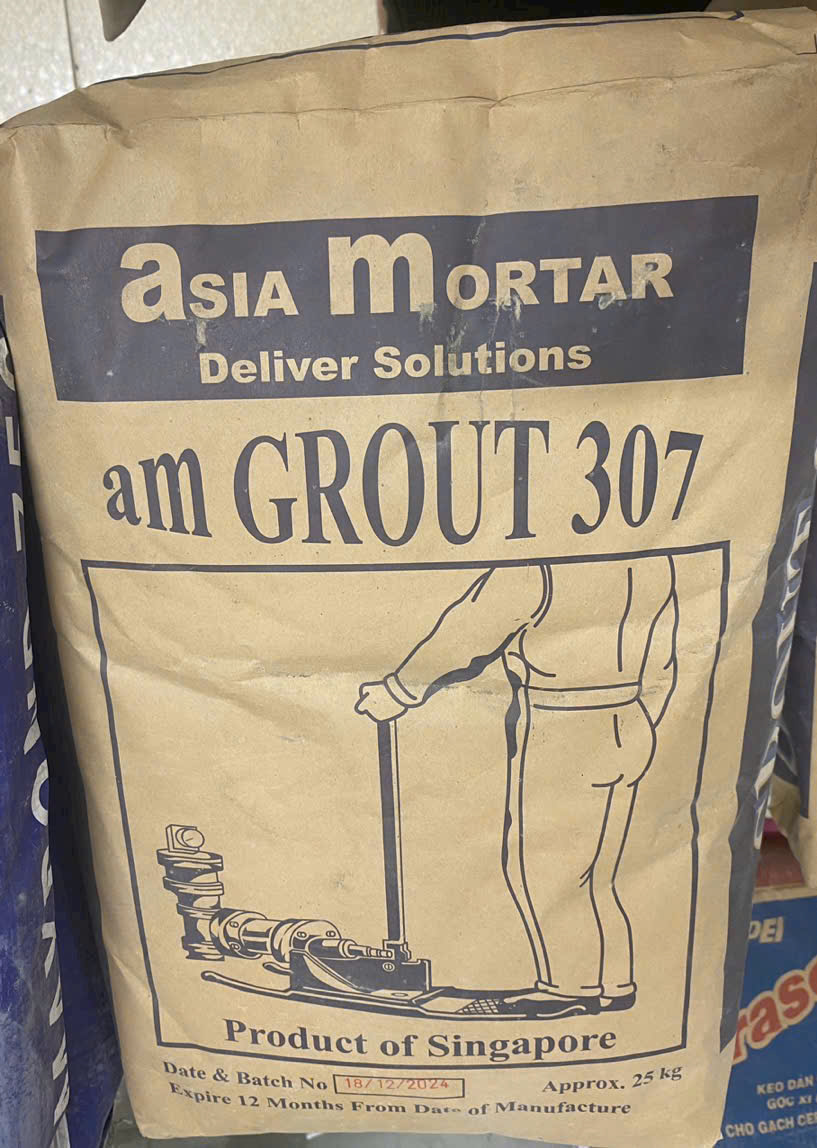 aSIA mORTAR
Deliver Solutions
am GROUT 307
Product of Singapore
Date & Batch No 18/12/2024 Approx. 25 kg
Expire 12 Months From Date of Manufacture
KEO DÁN
CHO GẠCH